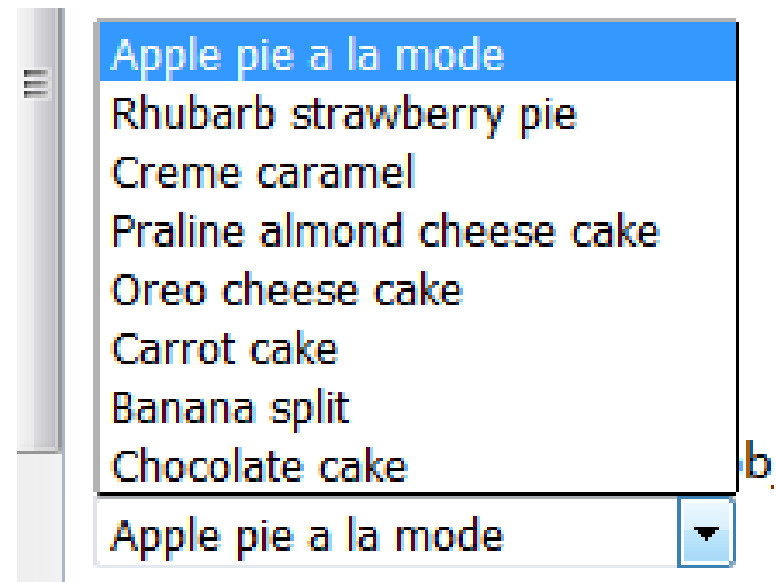 Apple pie a la mode
Rhubarb strawberry pie
Creme caramel
Praline almond cheese cake
Oreo cheese cake
Carrot cake
Banana split
Chocolate cake
Apple pie a la mode